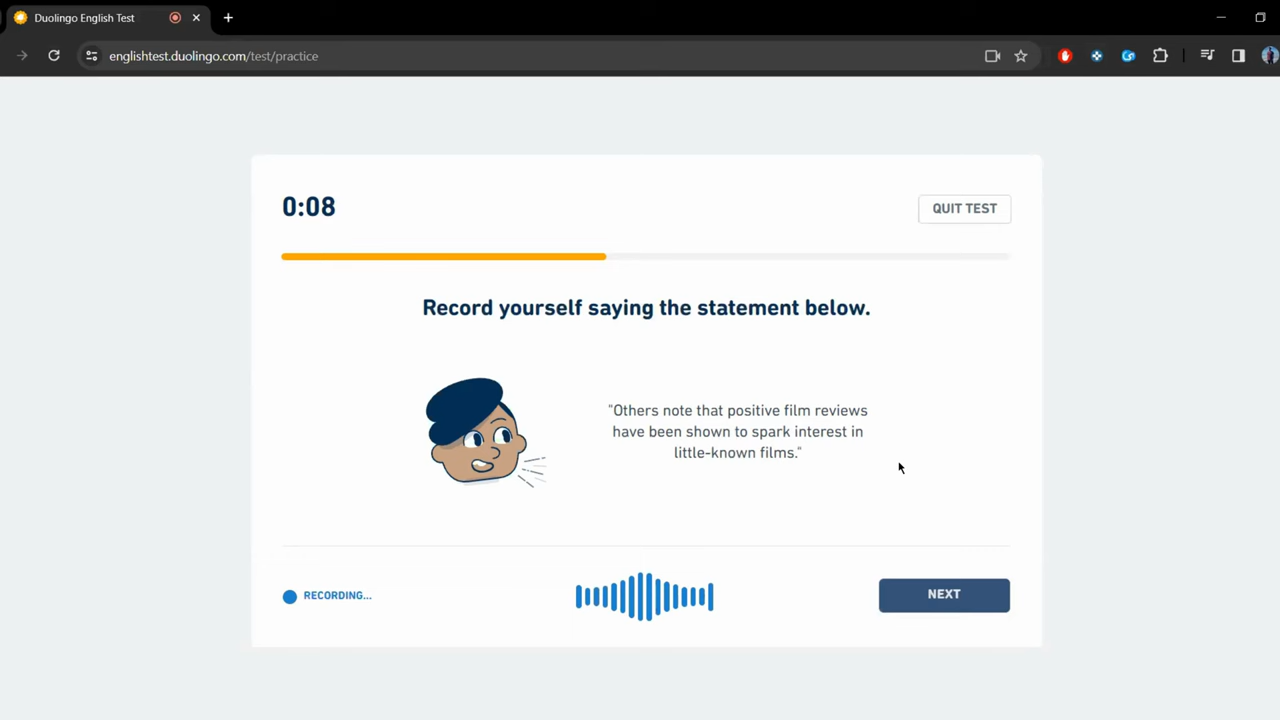 Duolingo English Test
englishtest.duolingo.com/test/practice
0:08
QUIT TEST
Record yourself saying the statement below.
"Others note that positive film reviews
have been shown to spark interest in
little-known films."
RECORDING...
NEXT